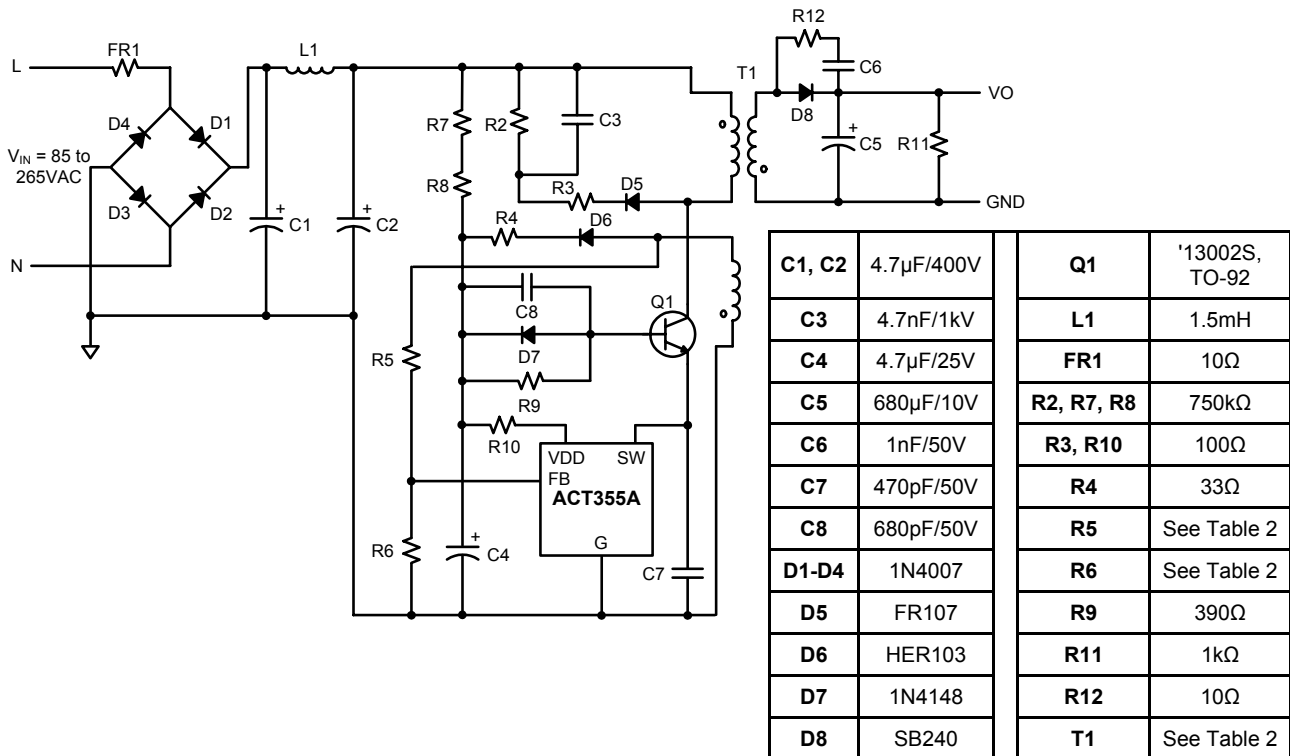 R12
FR1
L1
L
C6
T1
VO
D4
D1
R7
R2
C3
D8
+
C5
R11
V_IN = 85 to
265VAC
R8
D3
D2
R3
D5
GND
+
C1
+
C2
R4
D6
N
C8
Q1
R5
D7
R9
R10
VDD SW
FB
ACT355A
+
R6
C4
G
C7
C1, C2 4.7µF/400V Q1 '13002S, TO-92
C3 4.7nF/1kV L1 1.5mH
C4 4.7µF/25V FR1 10Ω
C5 680µF/10V R2, R7, R8 750kΩ
C6 1nF/50V R3, R10 100Ω
C7 470pF/50V R4 33Ω
C8 680pF/50V R5 See Table 2
D1-D4 1N4007 R6 See Table 2
D5 FR107 R9 390Ω
D6 HER103 R11 1kΩ
D7 1N4148 R12 10Ω
D8 SB240 T1 See Table 2